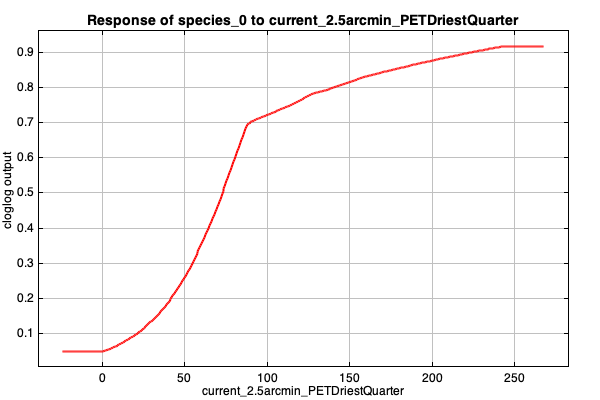 Response of species_0 to current_2.5arcmin_PETDriestQuarter
cloglog output
0.9
0.8
0.7
0.6
0.5
0.4
0.3
0.2
0.1
0 50 100 150 200 250
current_2.5arcmin_PETDriestQuarter